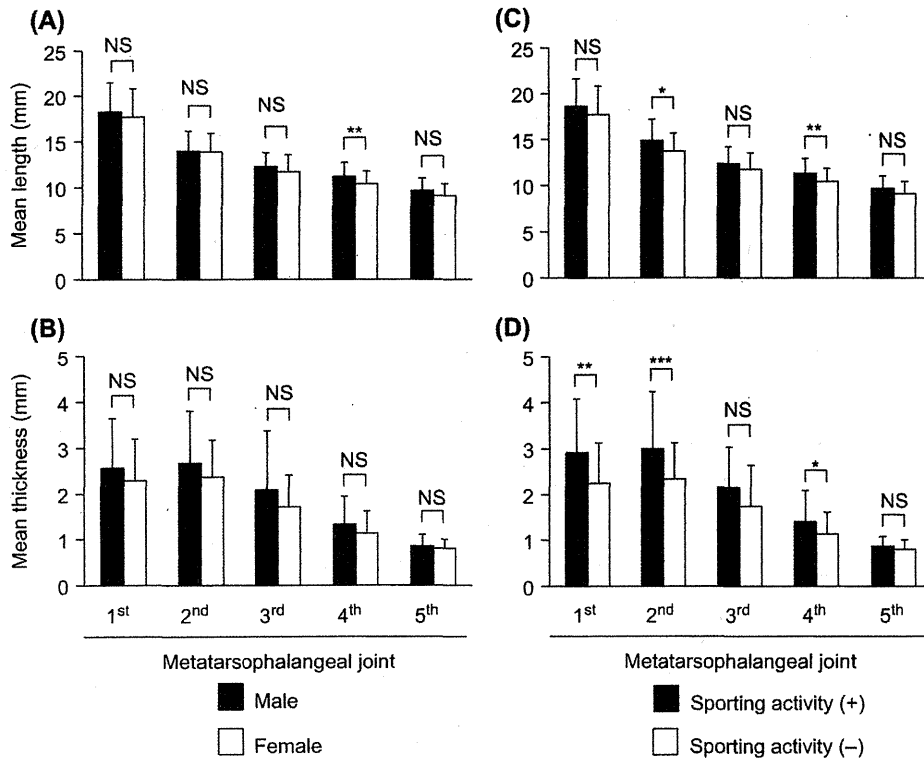 (A)
Mean length (mm)
25
20
15
10
5
0
NS
NS
NS
**
NS
(C)
25
20
15
10
5
0
NS
*
NS
**
NS
(B)
Mean thickness (mm)
5
4
3
2
1
0
NS
NS
NS
NS
NS
1st
2nd
3rd
4th
5th
Metatarsophalangeal joint
Male
Female
(D)
5
4
3
2
1
0
**
***
NS
*
NS
1st
2nd
3rd
4th
5th
Metatarsophalangeal joint
Sporting activity (+)
Sporting activity (–)